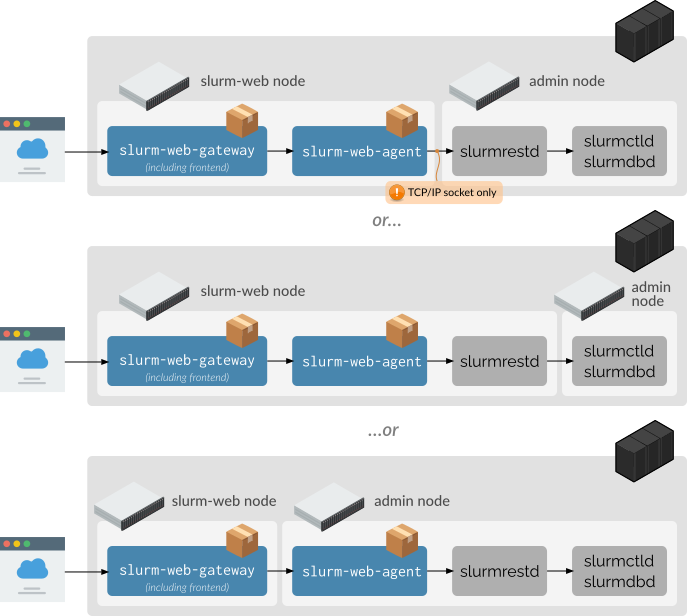 slurm-web node
admin node
slurm-web-gateway
(including frontend)
slurm-web-agent
slurmrestd
slurmctld
slurmdbd
! TCP/IP socket only
or...
slurm-web node
admin
node
slurm-web-gateway
(including frontend)
slurm-web-agent
slurmrestd
slurmctld
slurmdbd
...or
slurm-web node
admin node
slurm-web-gateway
(including frontend)
slurm-web-agent
slurmrestd
slurmctld
slurmdbd